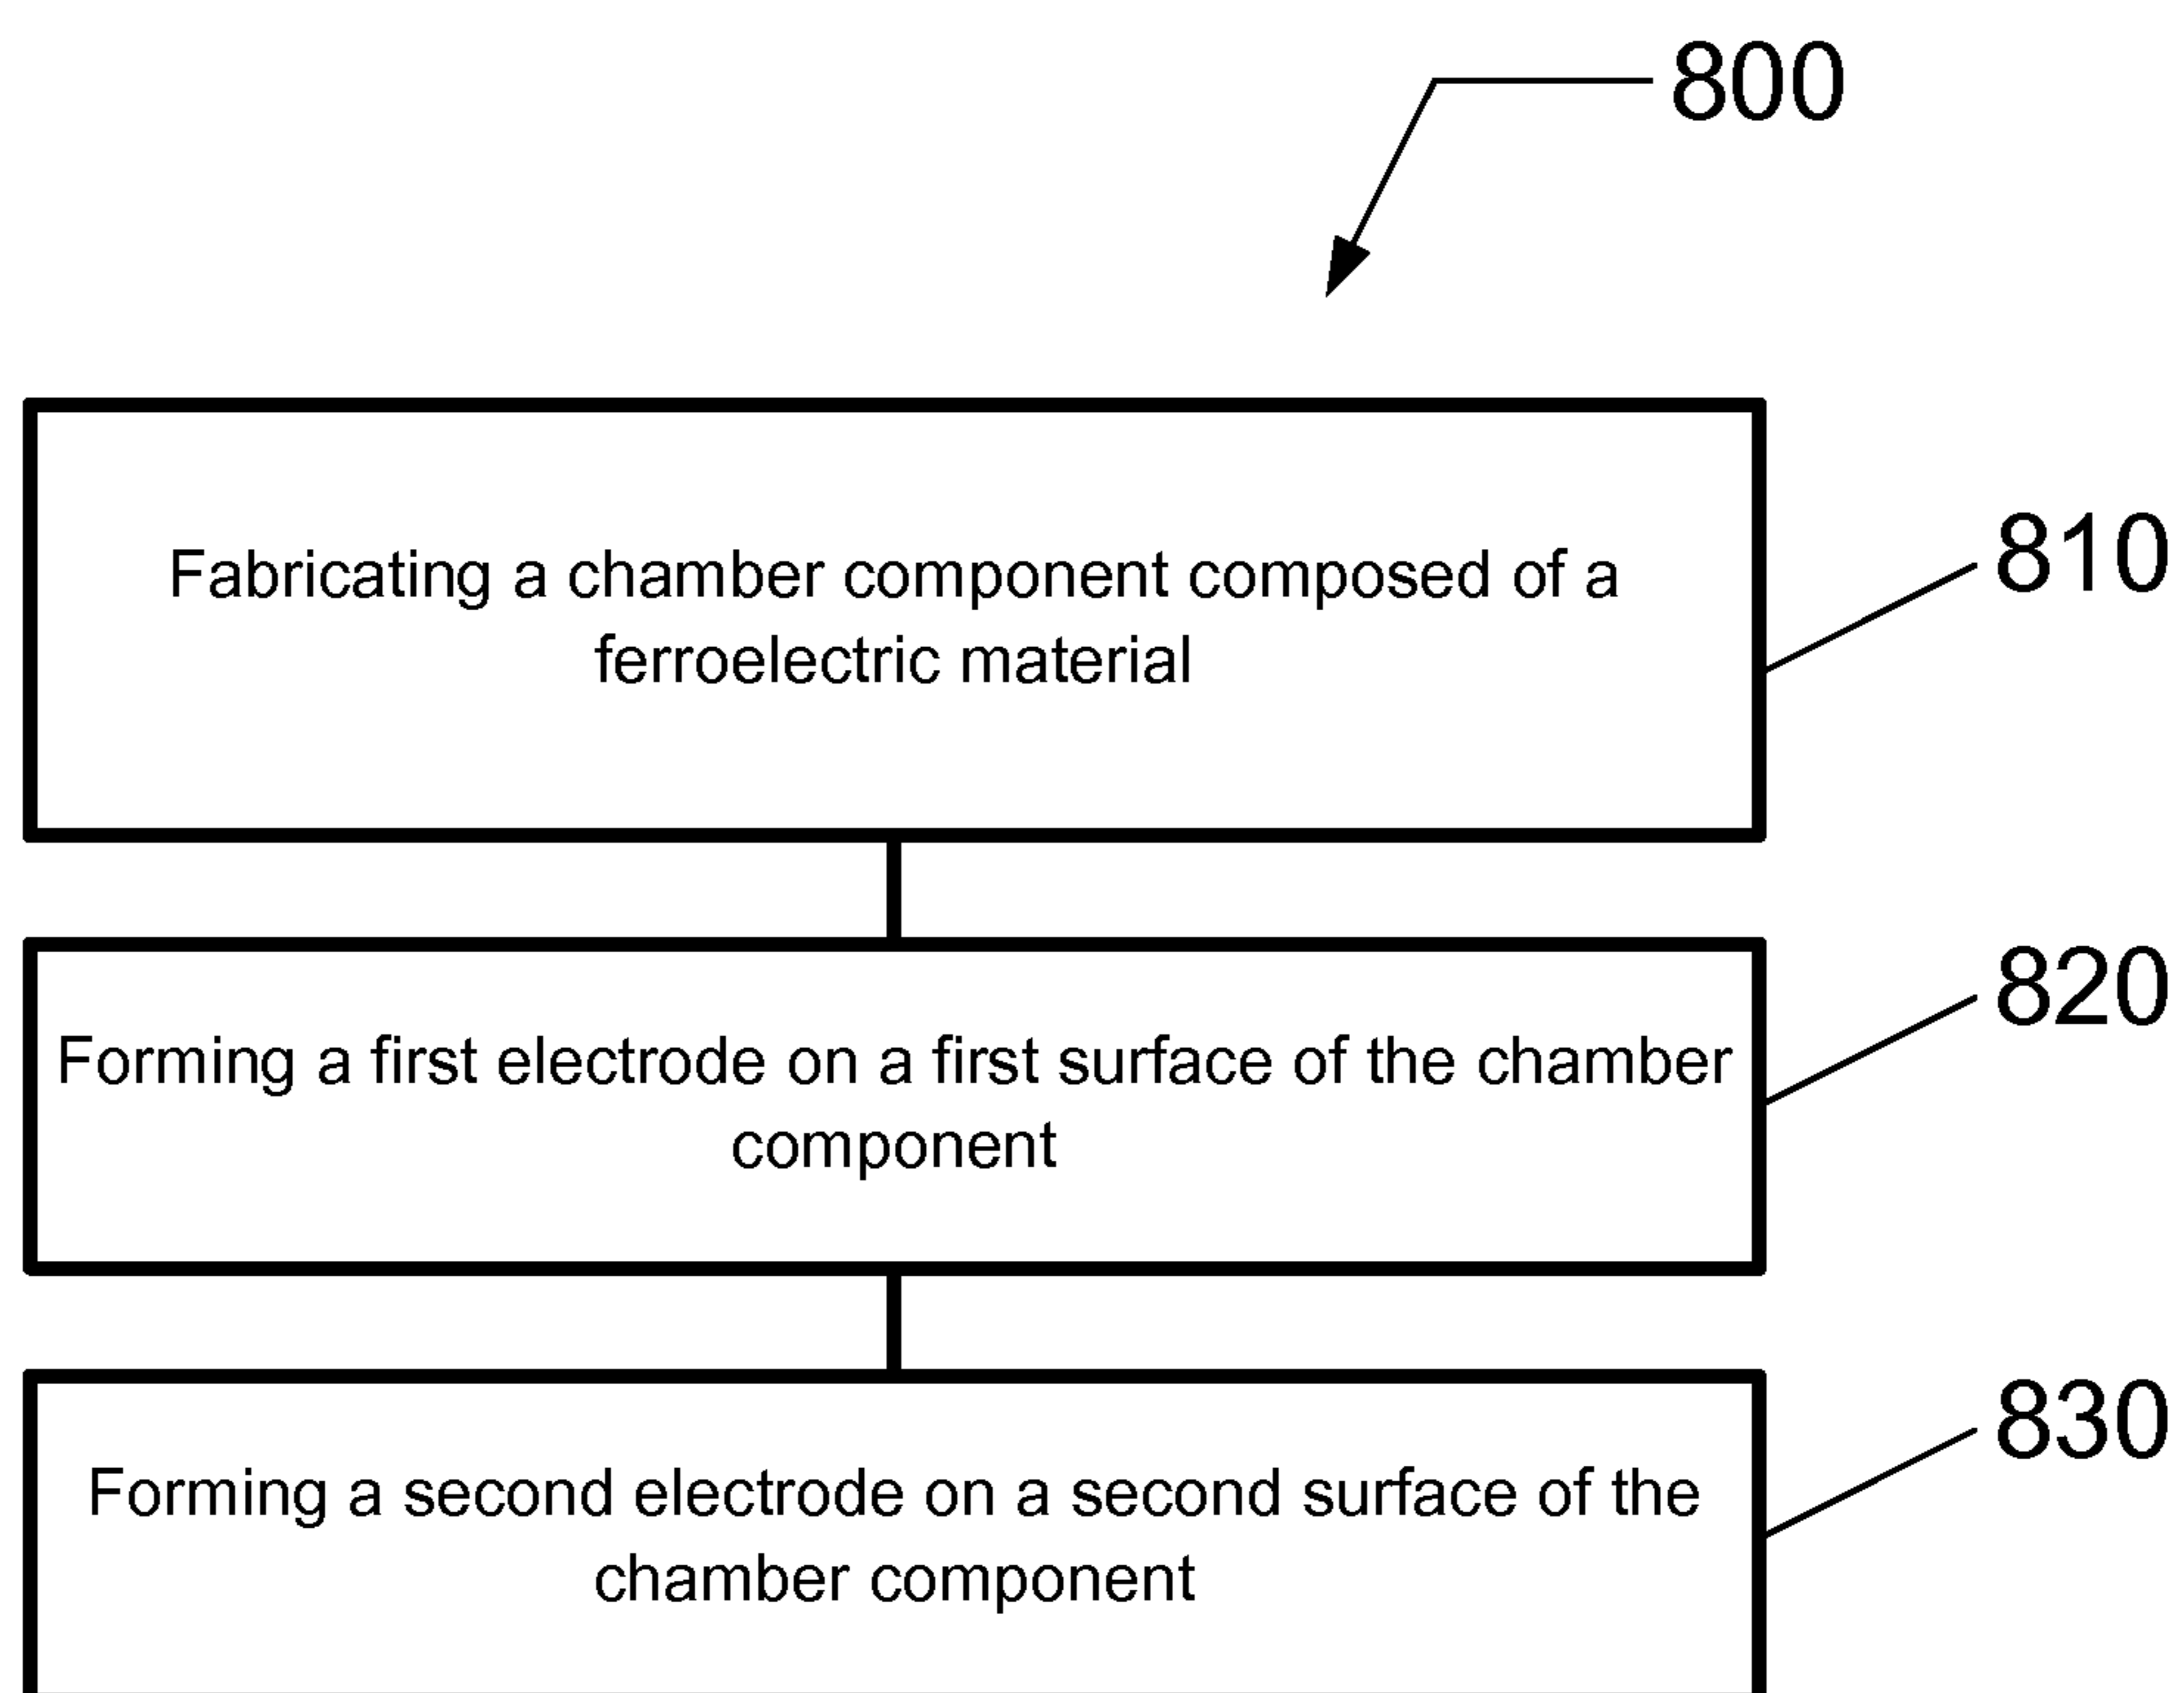 800
Fabricating a chamber component composed of a
ferroelectric material
810
Forming a first electrode on a first surface of the chamber
component
820
Forming a second electrode on a second surface of the
chamber component
830